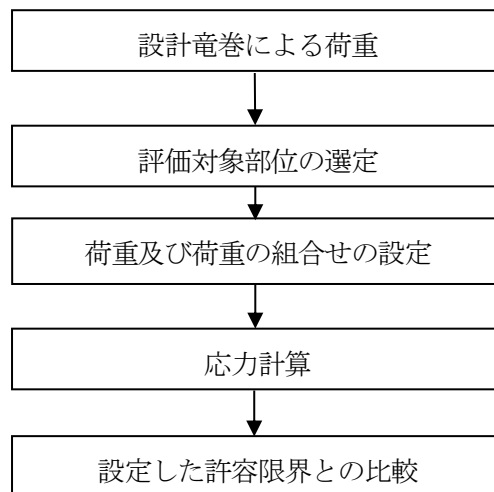 設計竜巻による荷重
評価対象部位の選定
荷重及び荷重の組合せの設定
応力計算
設定した許容限界との比較